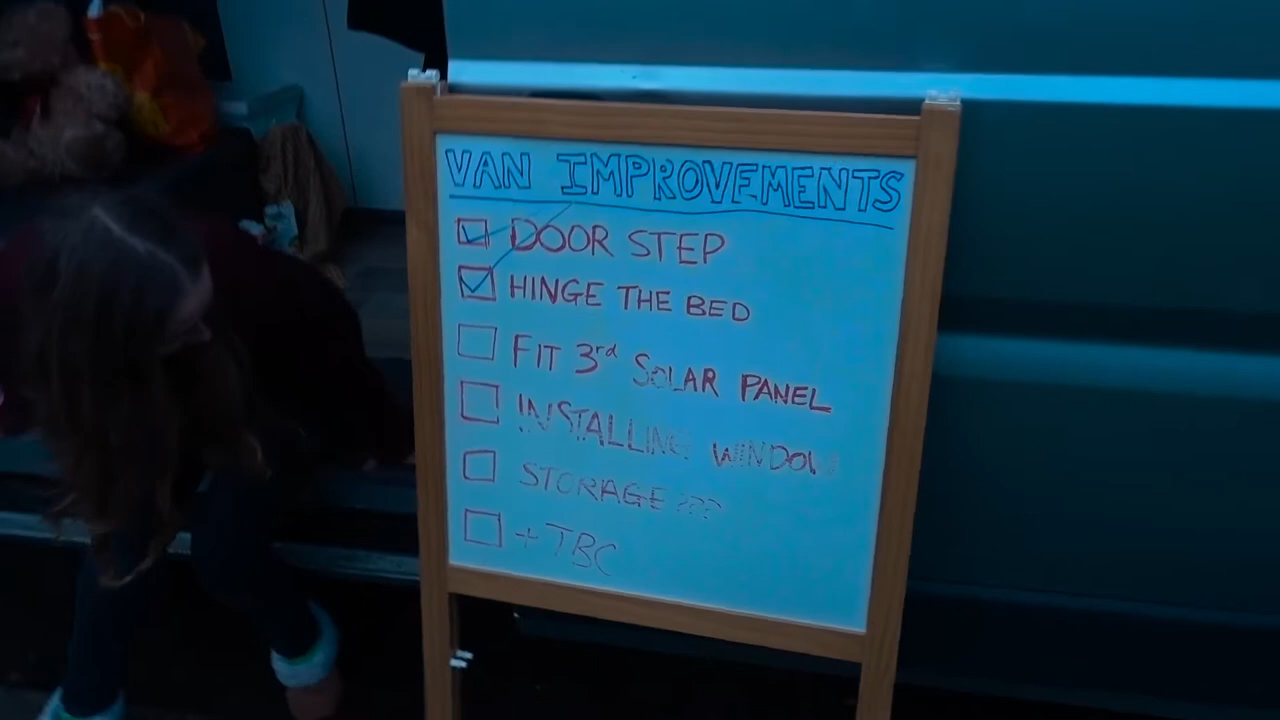 VAN IMPROVEMENTS
DOOR STEP
HINGE THE BED
FIT 3rd SOLAR PANEL
INSTALLING WINDOW
STORAGE???
+ TBC